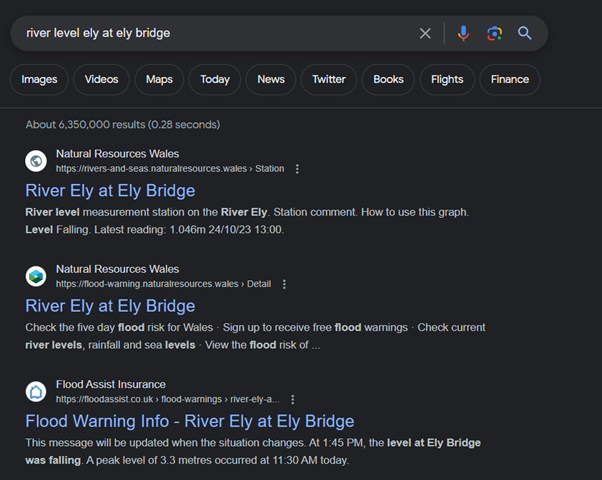 river level ely at ely bridge
Images Videos Maps Today News Twitter Books Flights Finance
About 6,350,000 results (0.28 seconds)
Natural Resources Wales
https://rivers-and-seas.naturalresources.wales › Station
River Ely at Ely Bridge
River level measurement station on the River Ely. Station comment. How to use this graph.
Level Falling. Latest reading: 1.046m 24/10/23 13:00.
Natural Resources Wales
https://flood-warning.naturalresources.wales › Detail
River Ely at Ely Bridge
Check the five day flood risk for Wales · Sign up to receive free flood warnings · Check current
river levels, rainfall and sea levels · View the flood risk of ...
Flood Assist Insurance
https://floodassist.co.uk › flood-warnings › river-ely-a...
Flood Warning Info - River Ely at Ely Bridge
This message will be updated when the situation changes. At 1:45 PM, the level at Ely Bridge
was falling. A peak level of 3.3 metres occurred at 11:30 AM today.